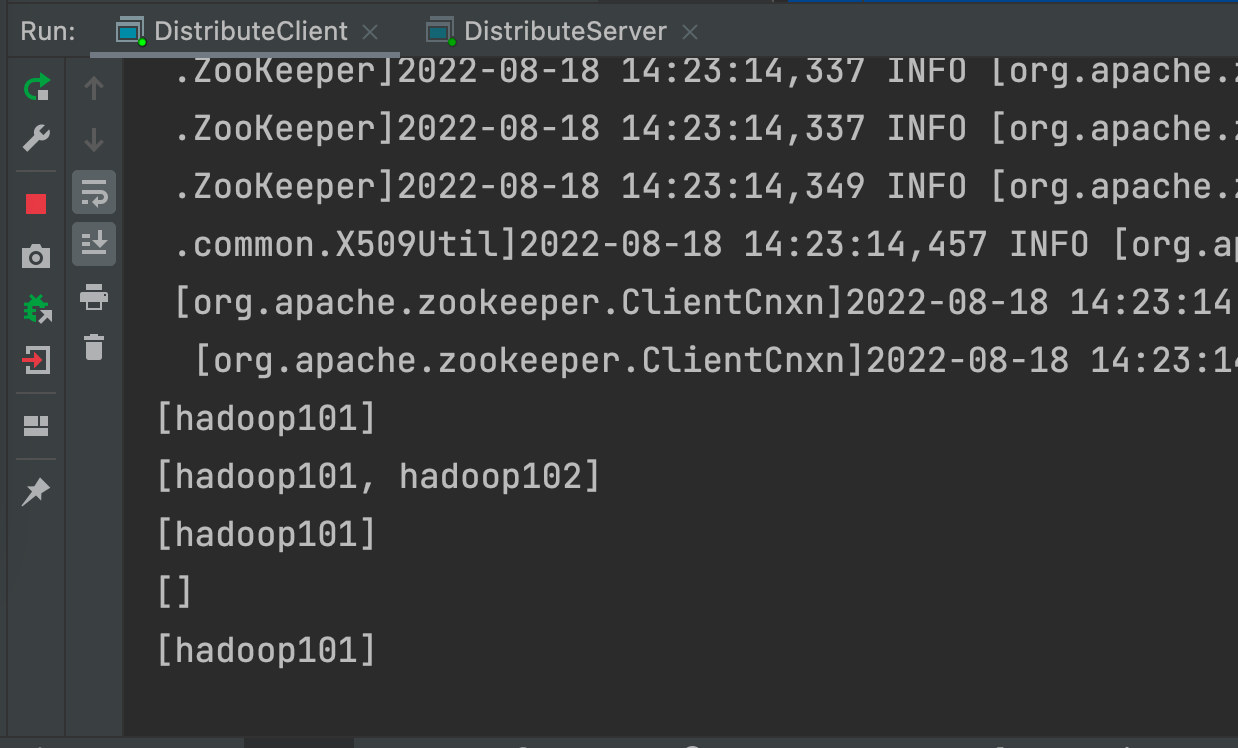 Run: DistributeClient DistributeServer
.ZooKeeper]2022-08-18 14:23:14,337 INFO [org.apache.
.ZooKeeper]2022-08-18 14:23:14,337 INFO [org.apache.
.ZooKeeper]2022-08-18 14:23:14,349 INFO [org.apache.
.common.X509Util]2022-08-18 14:23:14,457 INFO [org.ap
[org.apache.zookeeper.ClientCnxn]2022-08-18 14:23:14
[org.apache.zookeeper.ClientCnxn]2022-08-18 14:23:14
[hadoop101]
[hadoop101, hadoop102]
[hadoop101]
[]
[hadoop101]